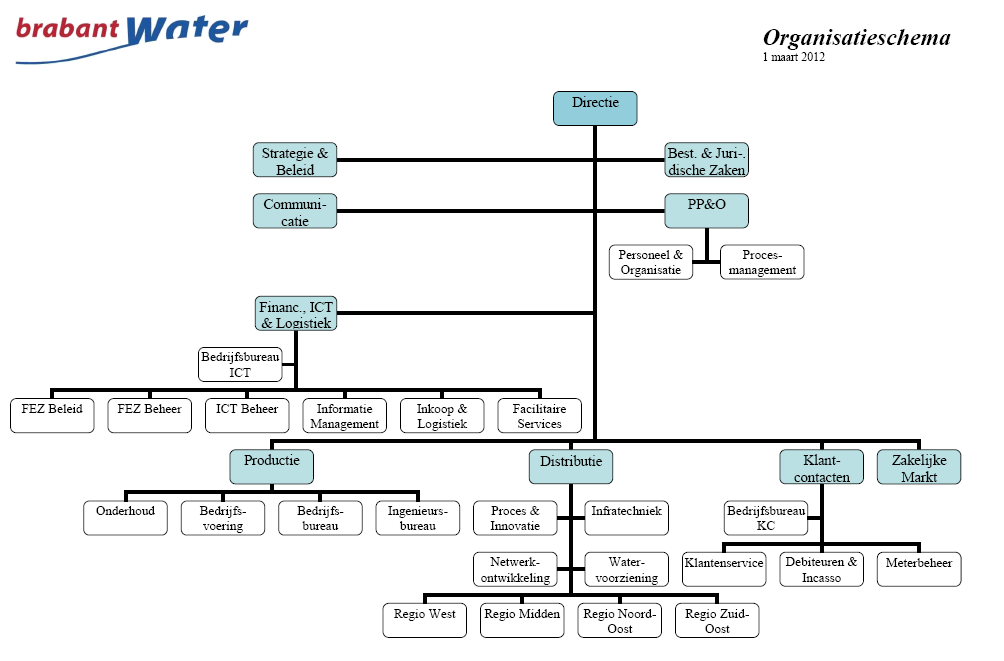 brabant Water
Organisatieschema
1 maart 2012
Directie
Strategie &
Beleid
Best. & Juri-.
dische Zaken
Communi-
catie
PP&O
Personeel &
Organisatie
Proces-
management
Financ., ICT
& Logistiek
Bedrijfsbureau
ICT
FEZ Beleid
FEZ Beheer
ICT Beheer
Informatie
Management
Inkoop &
Logistiek
Facilitaire
Services
Productie
Distributie
Klant-
contacten
Zakelijke
Markt
Onderhoud
Bedrijfs-
voering
Bedrijfs-
bureau
Ingenieurs-
bureau
Proces &
Innovatie
Infratechniek
Bedrijfsbureau
KC
Netwerk-
ontwikkeling
Water-
voorziening
Klantenservice
Debiteuren &
Incasso
Meterbeheer
Regio West
Regio Midden
Regio Noord-
Oost
Regio Zuid-
Oost